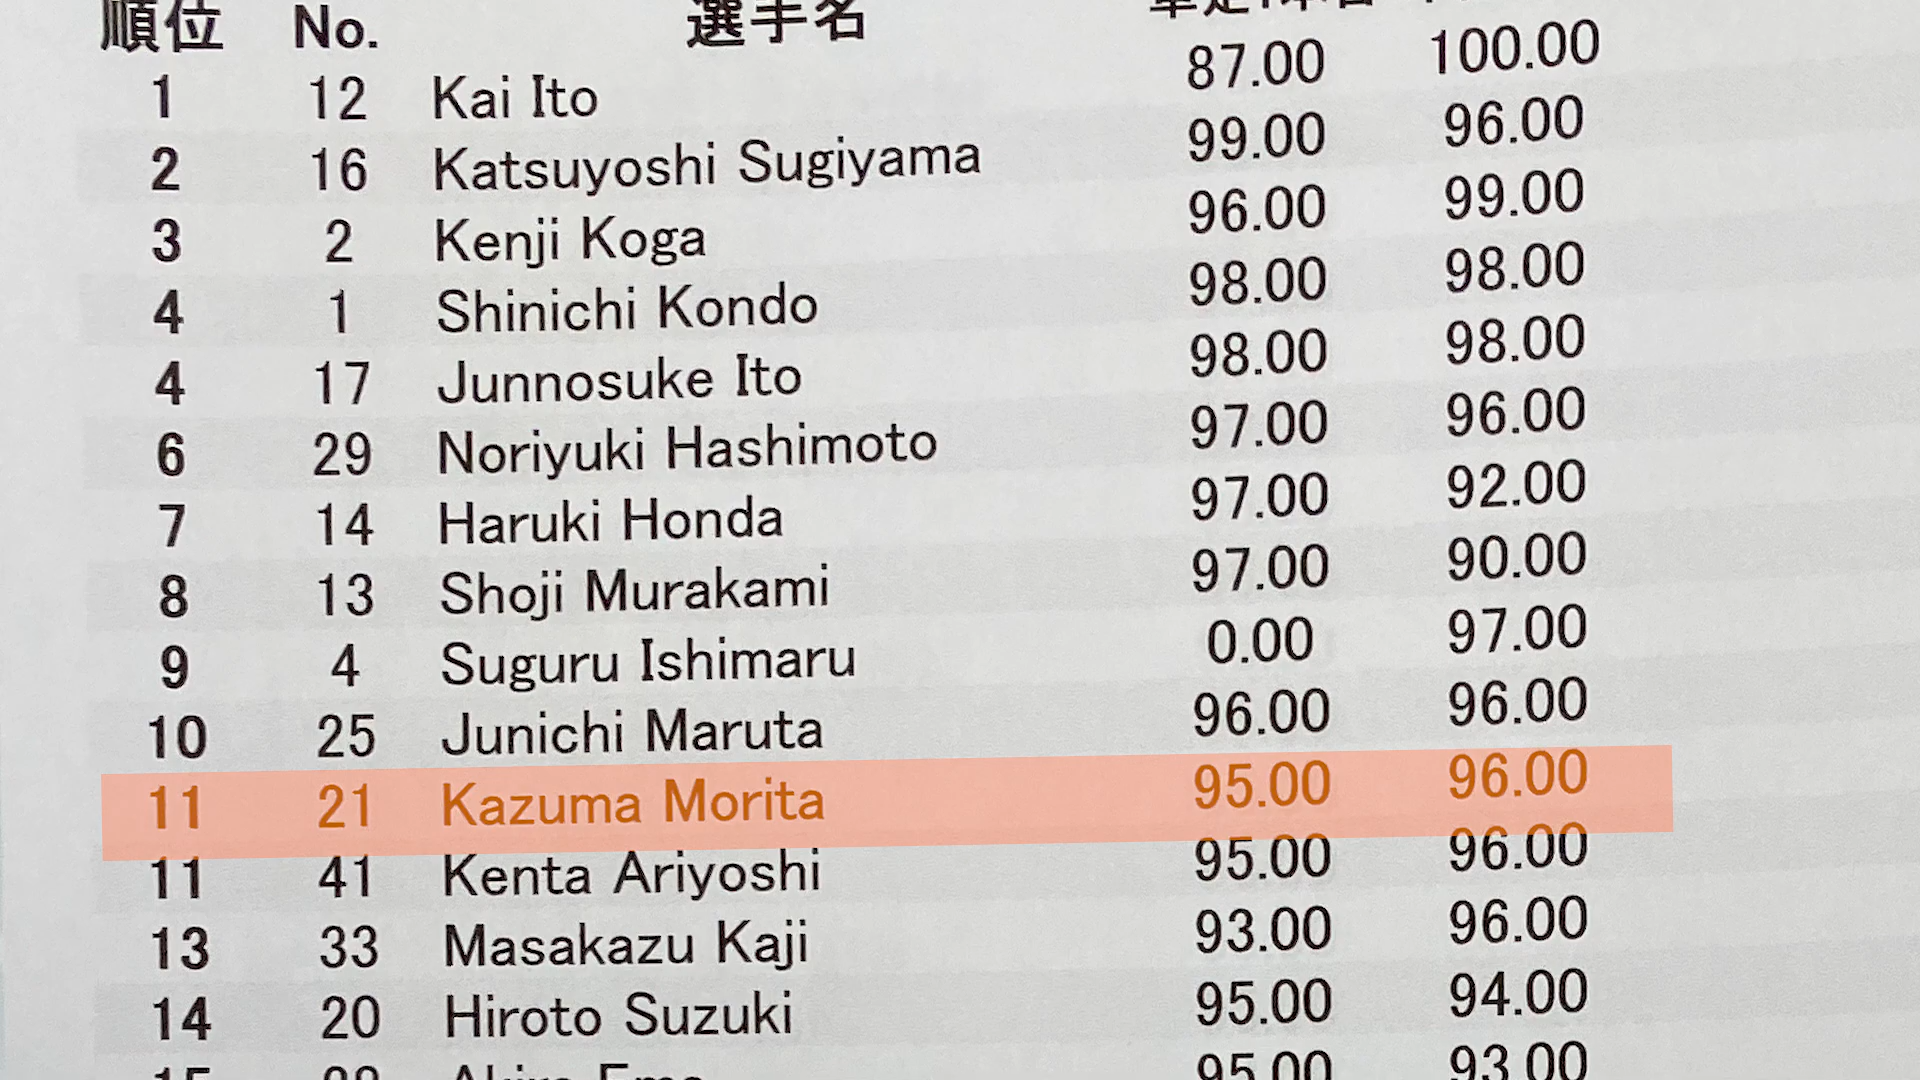 順位 No. 選手名
1 12 Kai Ito 87.00 100.00
2 16 Katsuyoshi Sugiyama 99.00 96.00
3 2 Kenji Koga 96.00 99.00
4 1 Shinichi Kondo 98.00 98.00
4 17 Junnosuke Ito 98.00 98.00
6 29 Noriyuki Hashimoto 97.00 96.00
7 14 Haruki Honda 97.00 92.00
8 13 Shoji Murakami 97.00 90.00
9 4 Suguru Ishimaru 0.00 97.00
10 25 Junichi Maruta 96.00 96.00
11 21 Kazuma Morita 95.00 96.00
11 41 Kenta Ariyoshi 95.00 96.00
13 33 Masakazu Kaji 93.00 96.00
14 20 Hiroto Suzuki 95.00 94.00
15 95.00 93.00